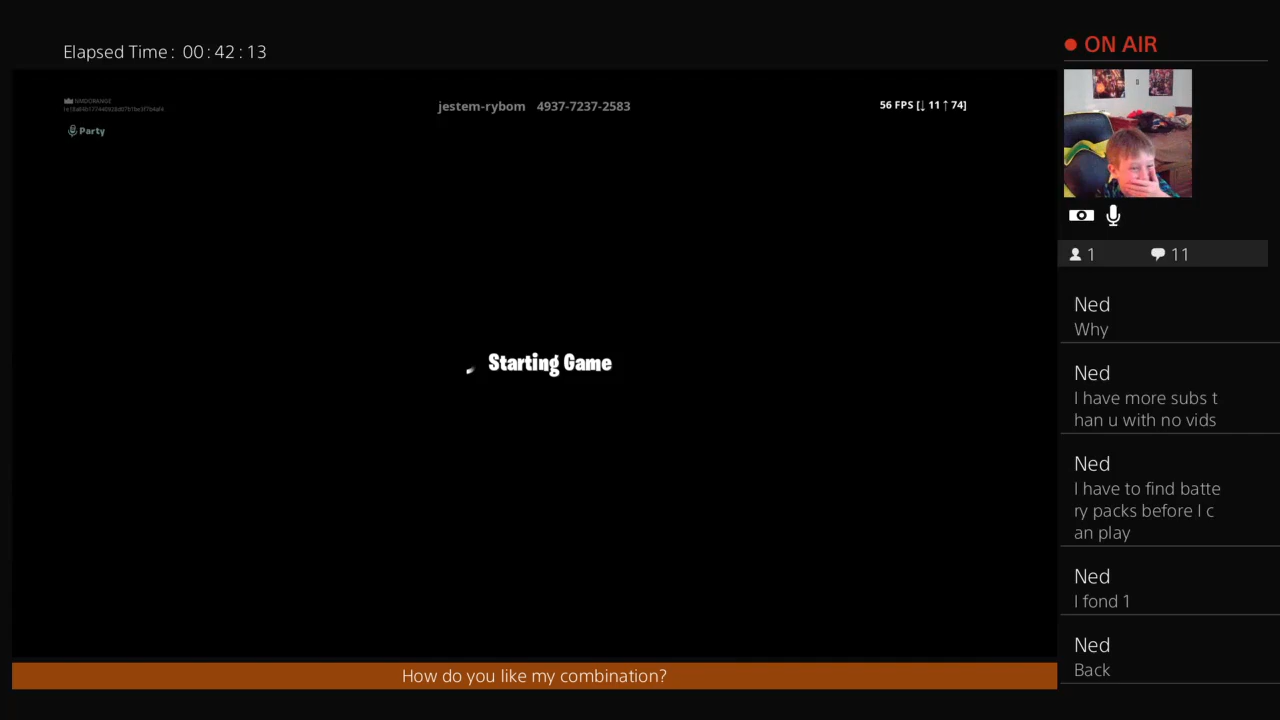 Elapsed Time: 00:42:13
ON AIR
jestem-rybom 4937-7237-2583
56 FPS [↓ 11 ↑ 74]
Party
1 11
Starting Game
Ned
Why
Ned
I have more subs t
han u with no vids
Ned
I have to find batte
ry packs before I c
an play
Ned
I fond 1
Ned
Back
How do you like my combination?